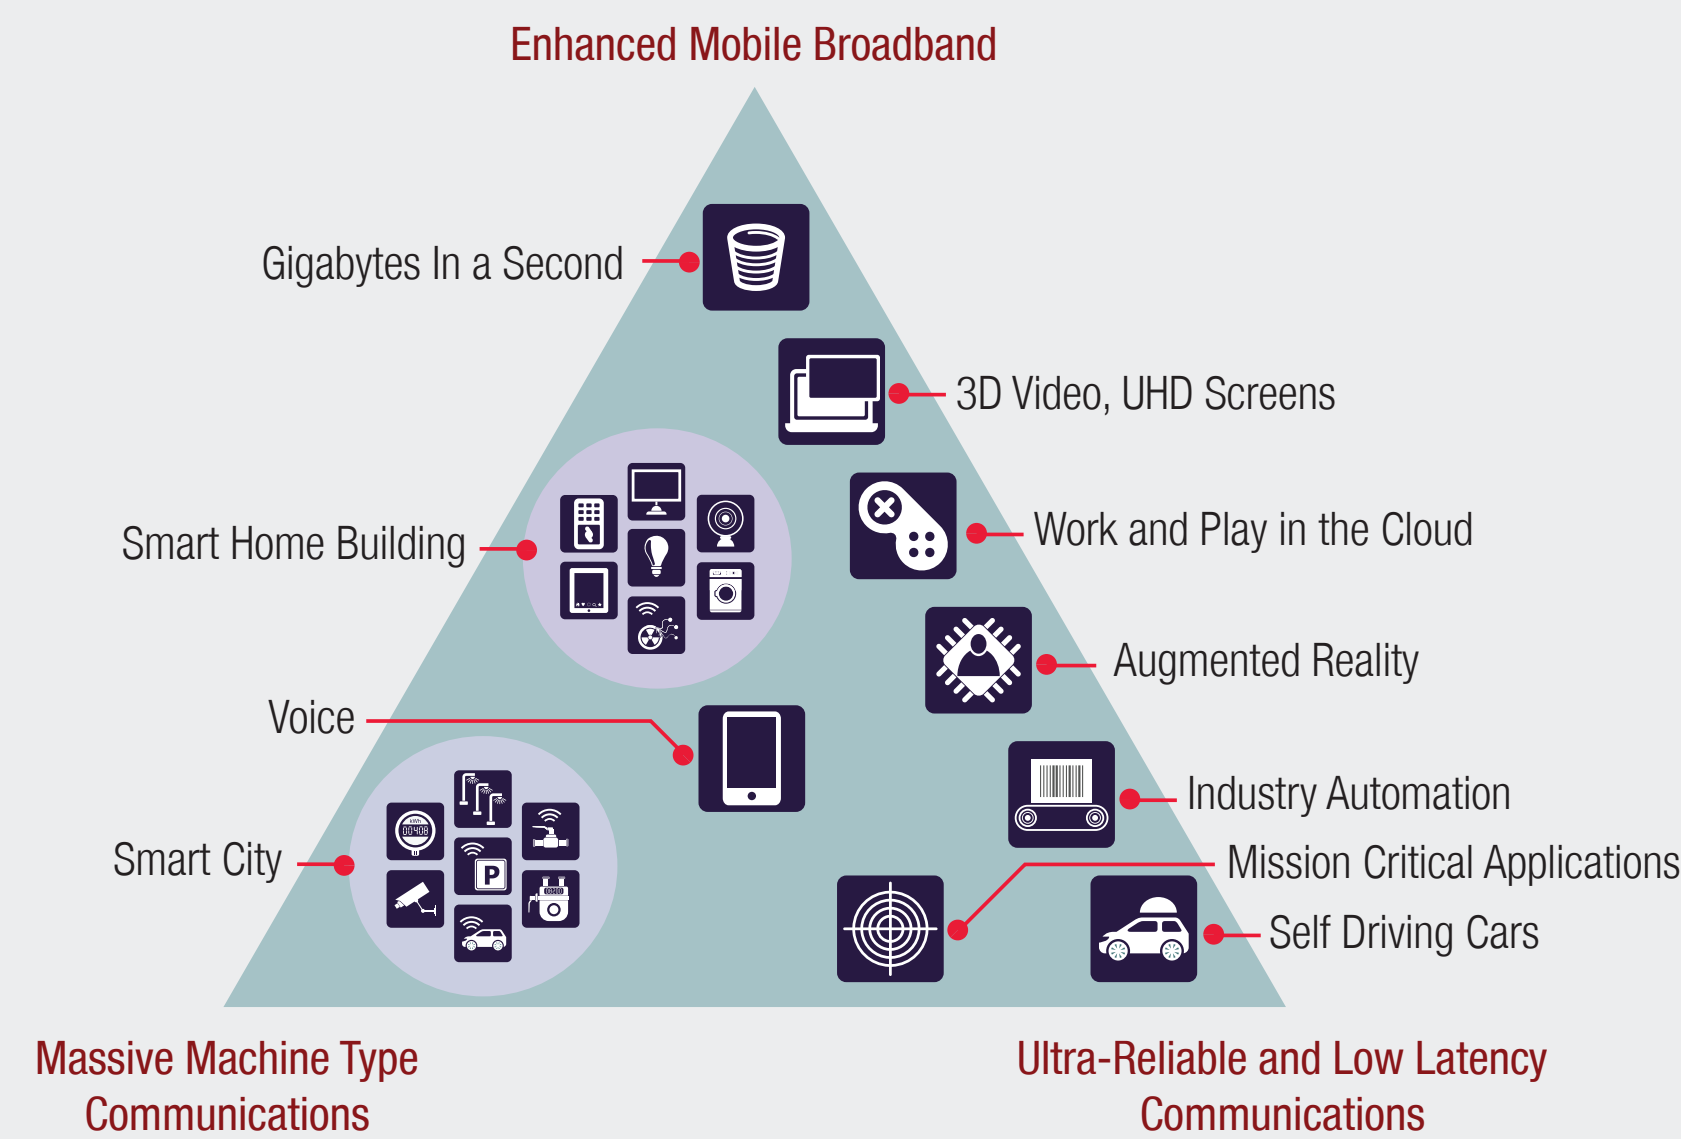 Enhanced Mobile Broadband
Gigabytes In a Second
3D Video, UHD Screens
Work and Play in the Cloud
Smart Home Building
Augmented Reality
Voice
Industry Automation
kWh
00408
P
Smart City
Mission Critical Applications
Self Driving Cars
Massive Machine Type
Communications
Ultra-Reliable and Low Latency
Communications